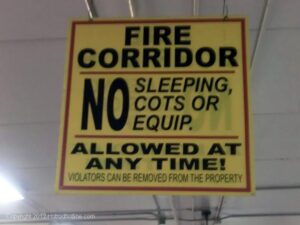 FIRE
CORRIDOR
NO SLEEPING,
COTS OR
EQUIP.
ALLOWED AT
ANY TIME!
VIOLATORS CAN BE REMOVED FROM THE PROPERTY